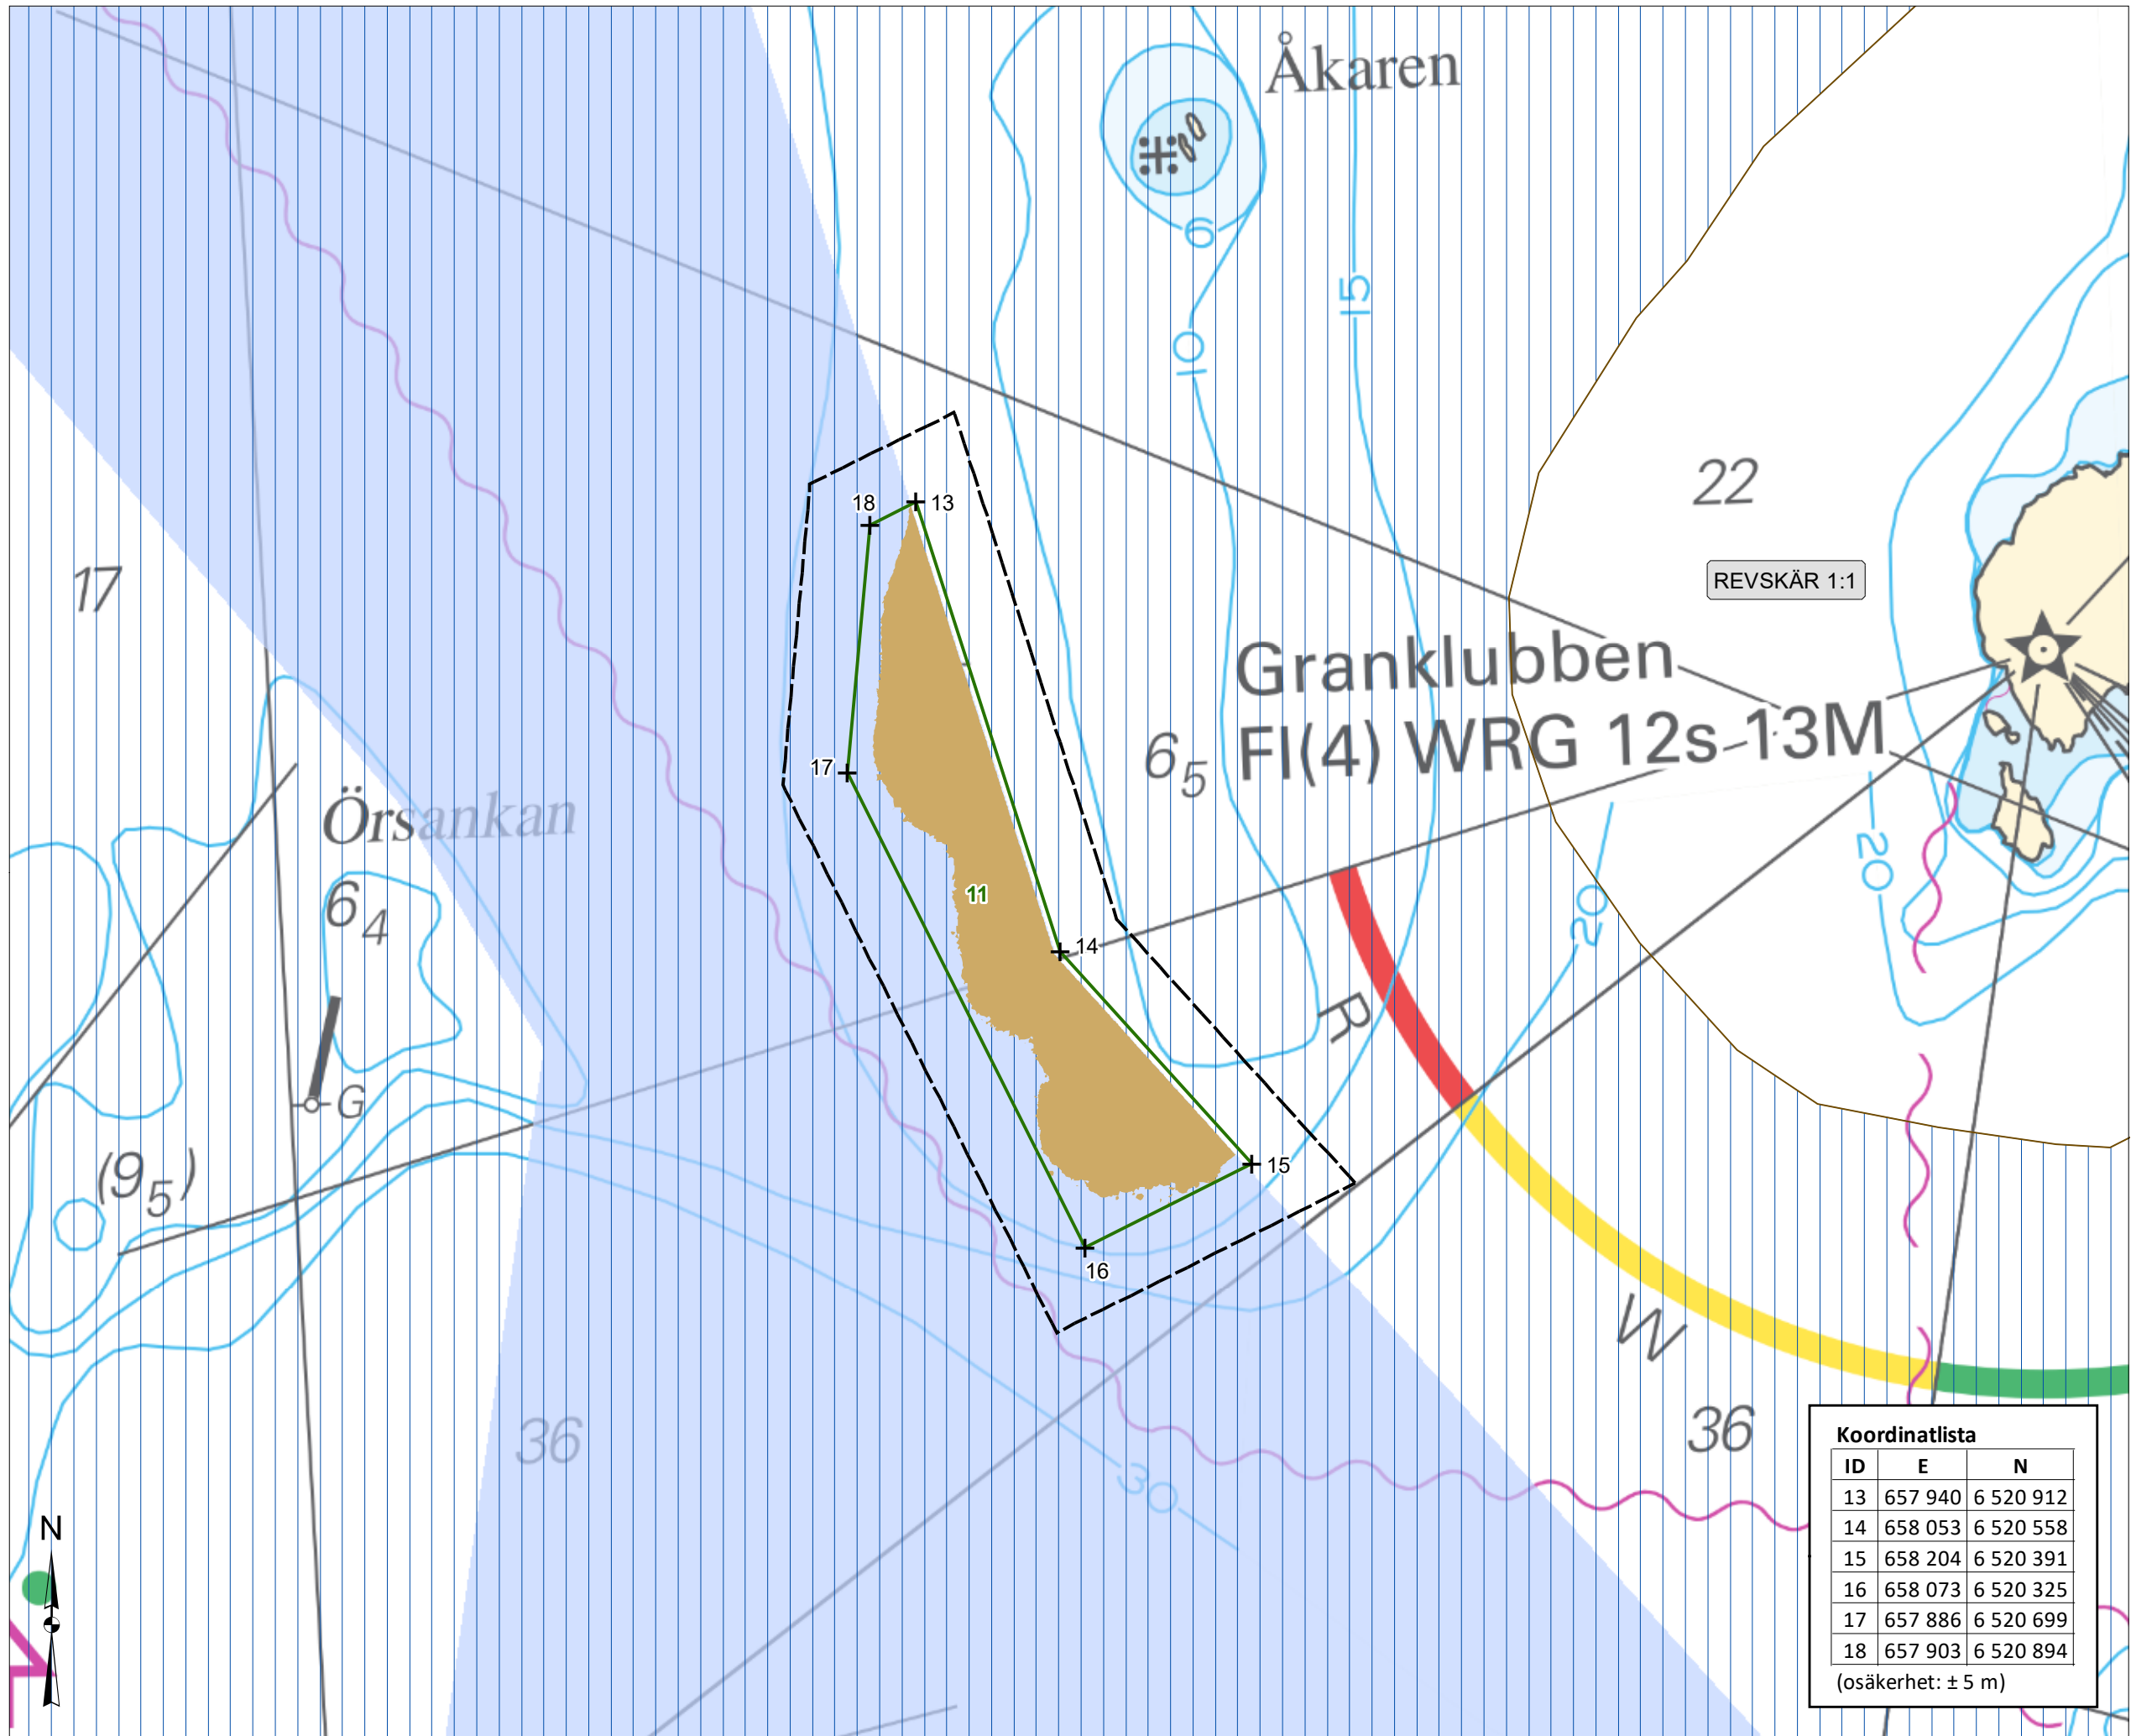 Åkaren
6
10
15
22
18
13
17
REVSKÄR 1:1
Granklubben
Fl(4) WRG 12s 13M
17
6 5
Örsankan
6 4
11
20
20
14
R
G
(9 5)
15
16
W
36
36
30
N
Koordinatlista
ID E N
13 657 940 6 520 912
14 658 053 6 520 558
15 658 204 6 520 391
16 658 073 6 520 325
17 657 886 6 520 699
18 657 903 6 520 894
(osäkerhet: ± 5 m)